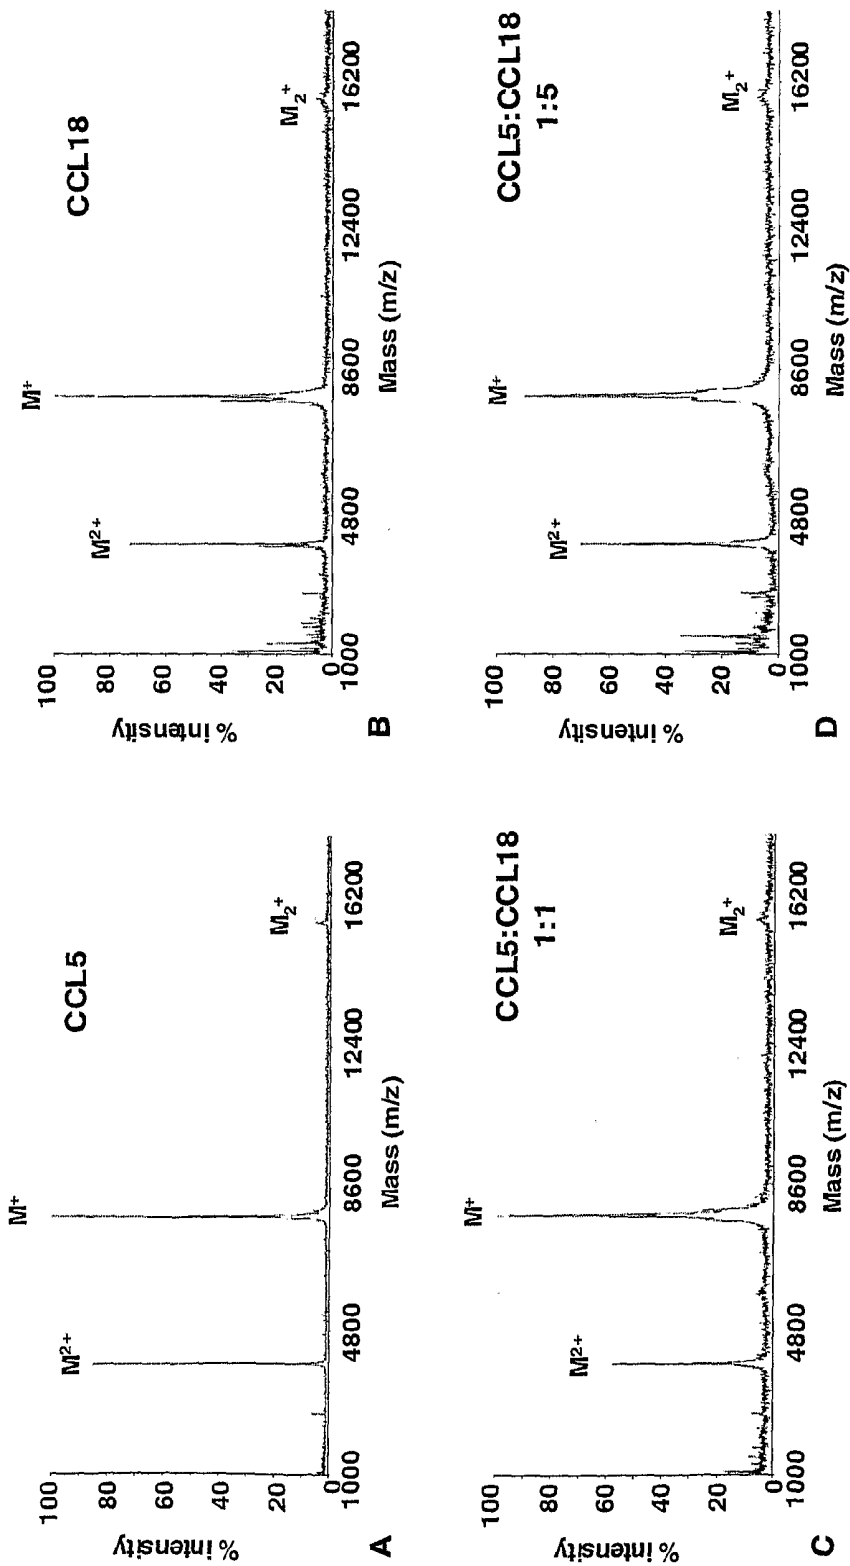 A
CCL5
% intensity
100
80
60
40
20
0
M²⁺
M⁺
M₂⁺
1000 4800 8600 12400 16200
Mass (m/z)
B
CCL18
% intensity
100
80
60
40
20
0
M²⁺
M⁺
M₂⁺
1000 4800 8600 12400 16200
Mass (m/z)
C
CCL5:CCL18
1:1
% intensity
100
80
60
40
20
0
M²⁺
M⁺
M₂⁺
1000 4800 8600 12400 16200
Mass (m/z)
D
CCL5:CCL18
1:5
% intensity
100
80
60
40
20
0
M²⁺
M⁺
M₂⁺
1000 4800 8600 12400 16200
Mass (m/z)